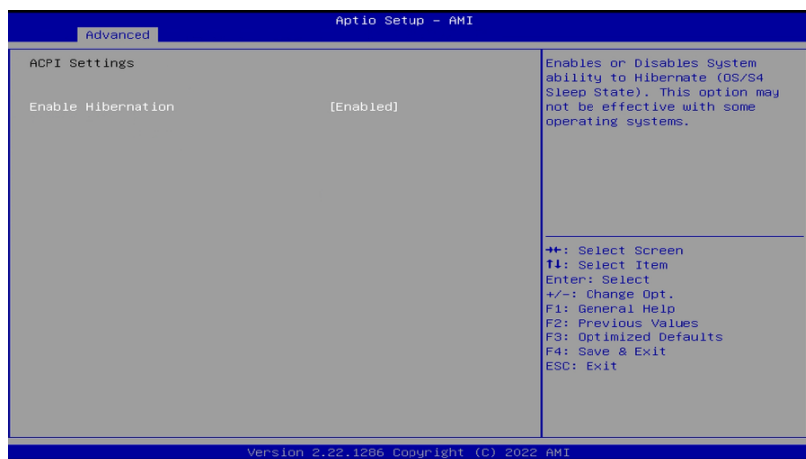 Aptio Setup – AMI
Advanced
ACPI Settings
Enable Hibernation [Enabled]
Enables or Disables System
ability to Hibernate (OS/S4
Sleep State). This option may
not be effective with some
operating systems.
→←: Select Screen
↑↓: Select Item
Enter: Select
+/-: Change Opt.
F1: General Help
F2: Previous Values
F3: Optimized Defaults
F4: Save & Exit
ESC: Exit
Version 2.22.1286 Copyright (C) 2022 AMI